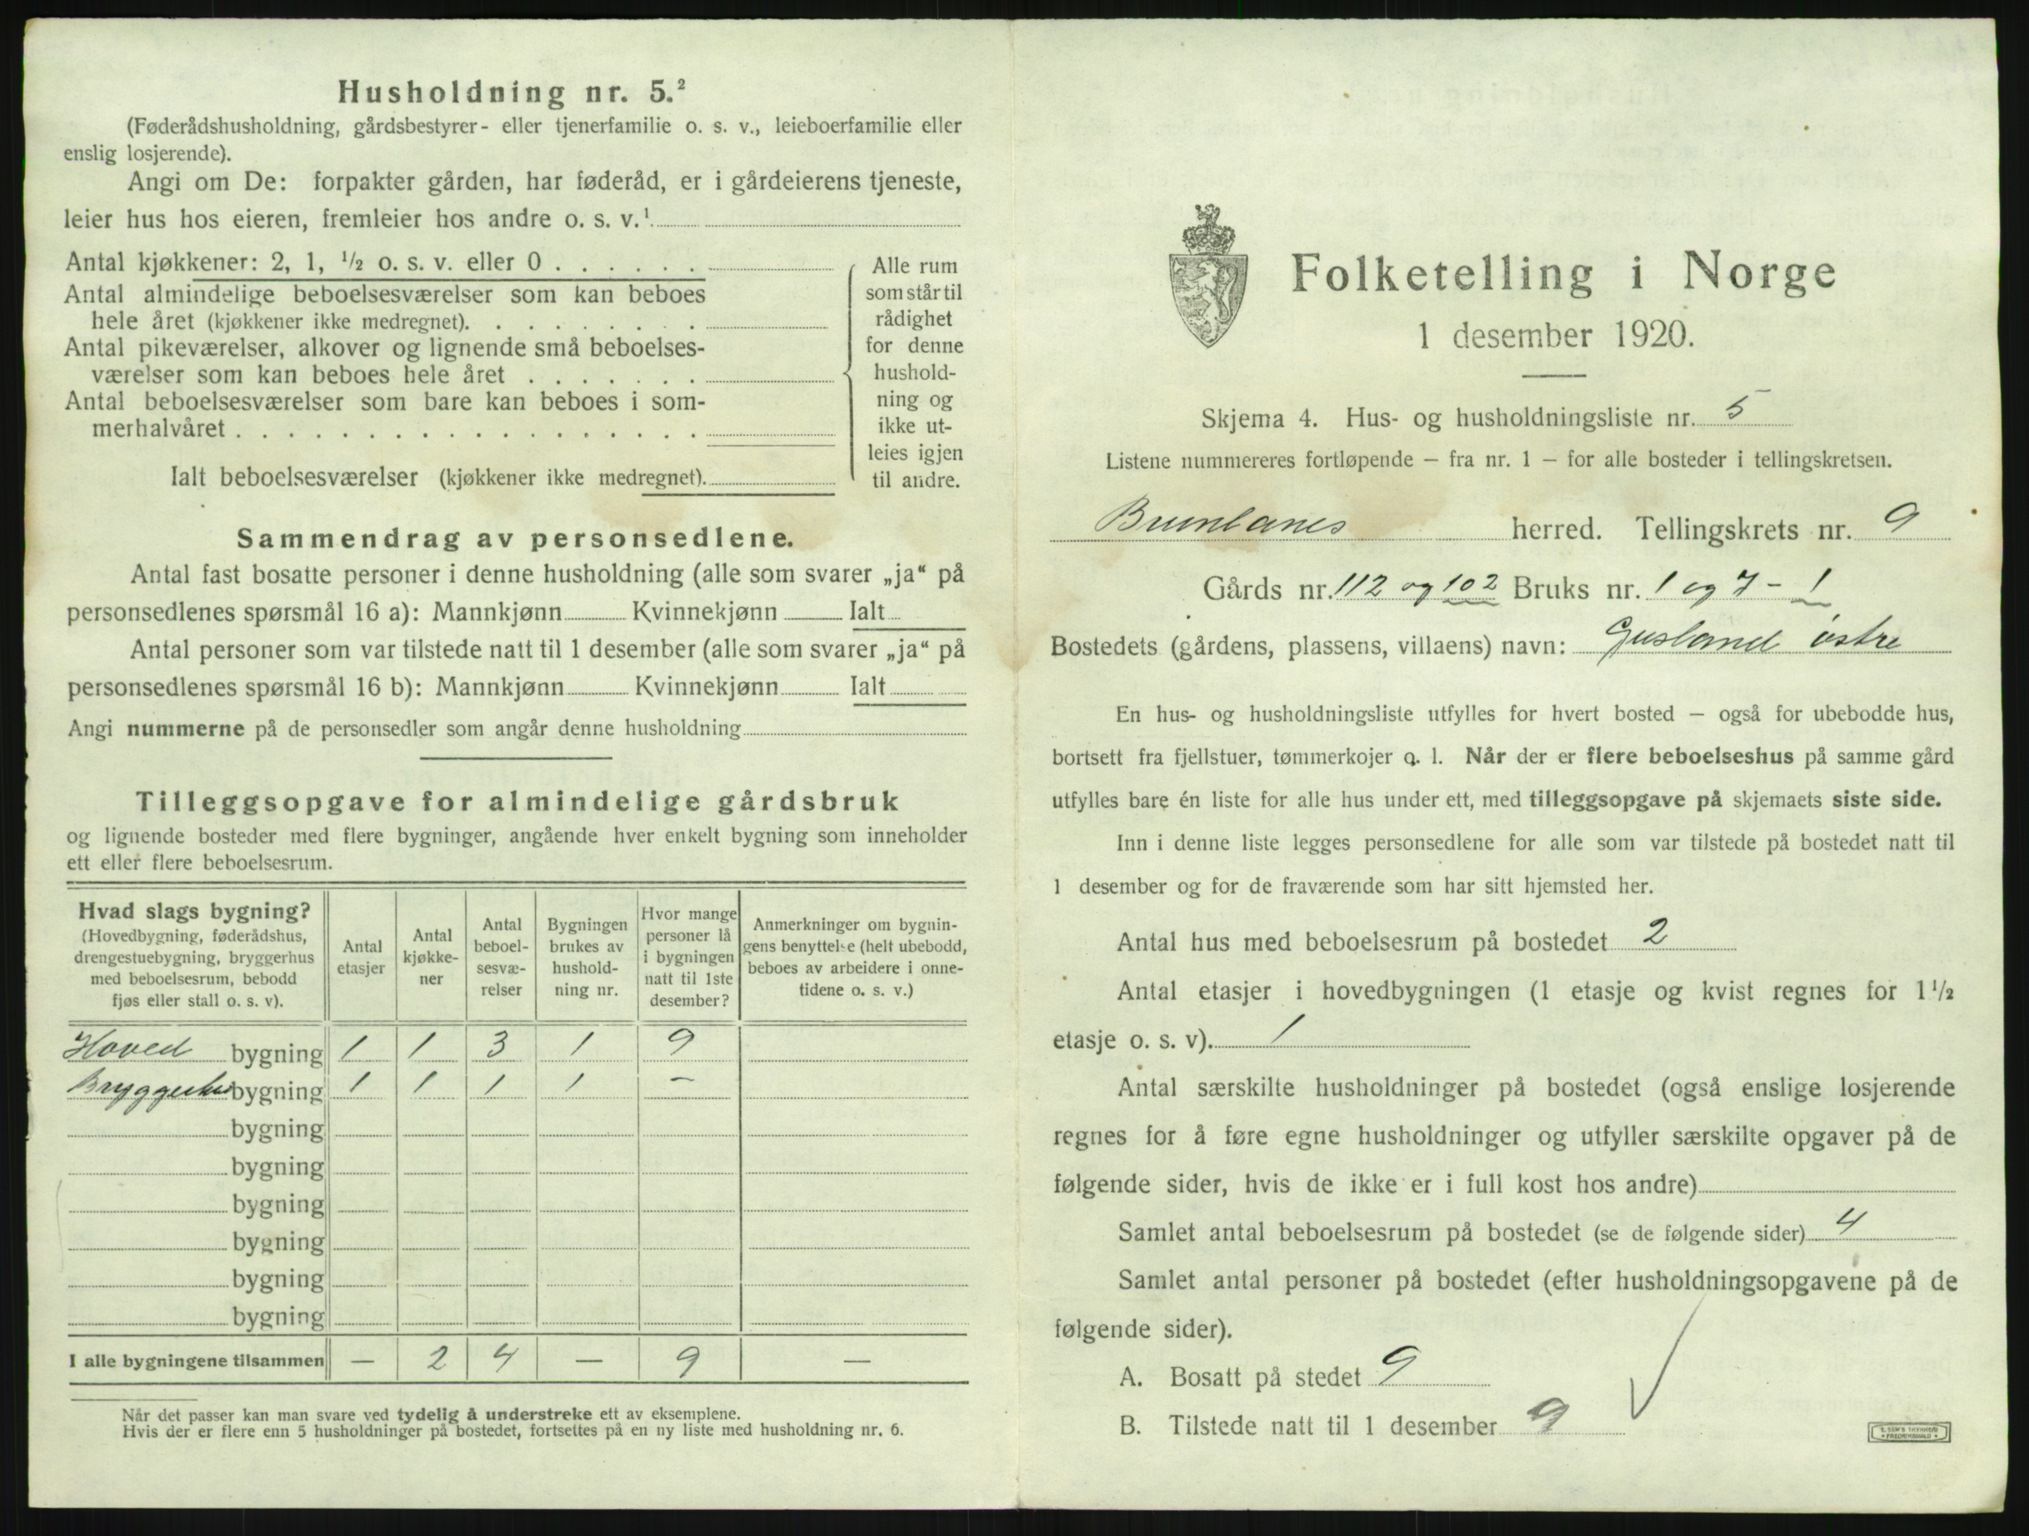 Husholdning nr. 5.²
(Føderådshusholdning, gårdsbestyrer- eller tjenerfamilie o. s. v., leieboerfamilie eller
enslig losjerende).
Angi om De: forpakter gården, har føderåd, er i gårdeierens tjeneste,
leier hus hos eieren, fremleier hos andre o. s. v.¹
Antal kjøkkener: 2, 1, ½ o. s. v. eller 0 . . . . . .
Antal almindelige beboelsesværelser som kan beboes
hele året (kjøkkener ikke medregnet). . . . . . . . .
Antal pikeværelser, alkover og lignende små beboelses-
værelser som kan beboes hele året . . . . . . .
Antal beboelsesværelser som bare kan beboes i som-
merhalvåret . . . . . . . . . . . . . . . . . .
Ialt beboelsesværelser (kjøkkener ikke medregnet).
Alle rum
som står til
rådighet
for denne
hushold-
ning og
ikke ut-
leies igjen
til andre.
Sammendrag av personsedlene.
Antal fast bosatte personer i denne husholdning (alle som svarer „ja“ på
personsedlenes spørsmål 16 a): Mannkjønn Kvinnekjønn Ialt
Antal personer som var tilstede natt til 1 desember (alle som svarer „ja“ på
personsedlenes spørsmål 16 b): Mannkjønn Kvinnekjønn Ialt
Angi nummerne på de personsedler som angår denne husholdning
Tilleggsopgave for almindelige gårdsbruk
og lignende bosteder med flere bygninger, angående hver enkelt bygning som inneholder
ett eller flere beboelsesrum.
Hvad slags bygning?
(Hovedbygning, føderådshus,
drengestuebygning, bryggerhus
med beboelsesrum, bebodd
fjøs eller stall o. s. v).
Antal
etasjer
Antal
kjøkke-
ner
Antal
beboel-
sesvæ-
relser
Bygningen
brukes av
hushold-
ning nr.
Hvor mange
personer lå
i bygningen
natt til 1ste
desember?
Anmerkninger om bygnin-
gens benyttelse (helt ubebodd,
beboes av arbeidere i onne-
tidene o. s. v.)
Hoved bygning 1 1 3 1 9
Bryggerhus bygning 1 1 1 1 –
bygning
bygning
bygning
bygning
bygning
bygning
I alle bygningene tilsammen — 2 4 — 9 —
Når det passer kan man svare ved tydelig å understreke ett av eksemplene.
Hvis der er flere enn 5 husholdninger på bostedet, fortsettes på en ny liste med husholdning nr. 6.
Folketelling i Norge
1 desember 1920.
Skjema 4. Hus- og husholdningsliste nr. 5
Listene nummereres fortløpende – fra nr. 1 – for alle bosteder i tellingskretsen.
Brunlanes herred. Tellingskrets nr. 9
Gårds nr. 112 og 102 Bruks nr. 1 og 7 – 1
Bostedets (gårdens, plassens, villaens) navn: Gusland østre
En hus- og husholdningsliste utfylles for hvert bosted – også for ubebodde hus,
bortsett fra fjellstuer, tømmerkojer o. l. Når der er flere beboelseshus på samme gård
utfylles bare én liste for alle hus under ett, med tilleggsopgave på skjemaets siste side.
Inn i denne liste legges personsedlene for alle som var tilstede på bostedet natt til
1 desember og for de fraværende som har sitt hjemsted her.
Antal hus med beboelsesrum på bostedet 2
Antal etasjer i hovedbygningen (1 etasje og kvist regnes for 1½
etasje o. s. v). 1
Antal særskilte husholdninger på bostedet (også enslige losjerende
regnes for å føre egne husholdninger og utfyller særskilte opgaver på de
følgende sider, hvis de ikke er i full kost hos andre)
Samlet antal beboelsesrum på bostedet (se de følgende sider) 4
Samlet antal personer på bostedet (efter husholdningsopgavene på de
følgende sider).
A. Bosatt på stedet 9
B. Tilstede natt til 1 desember 9